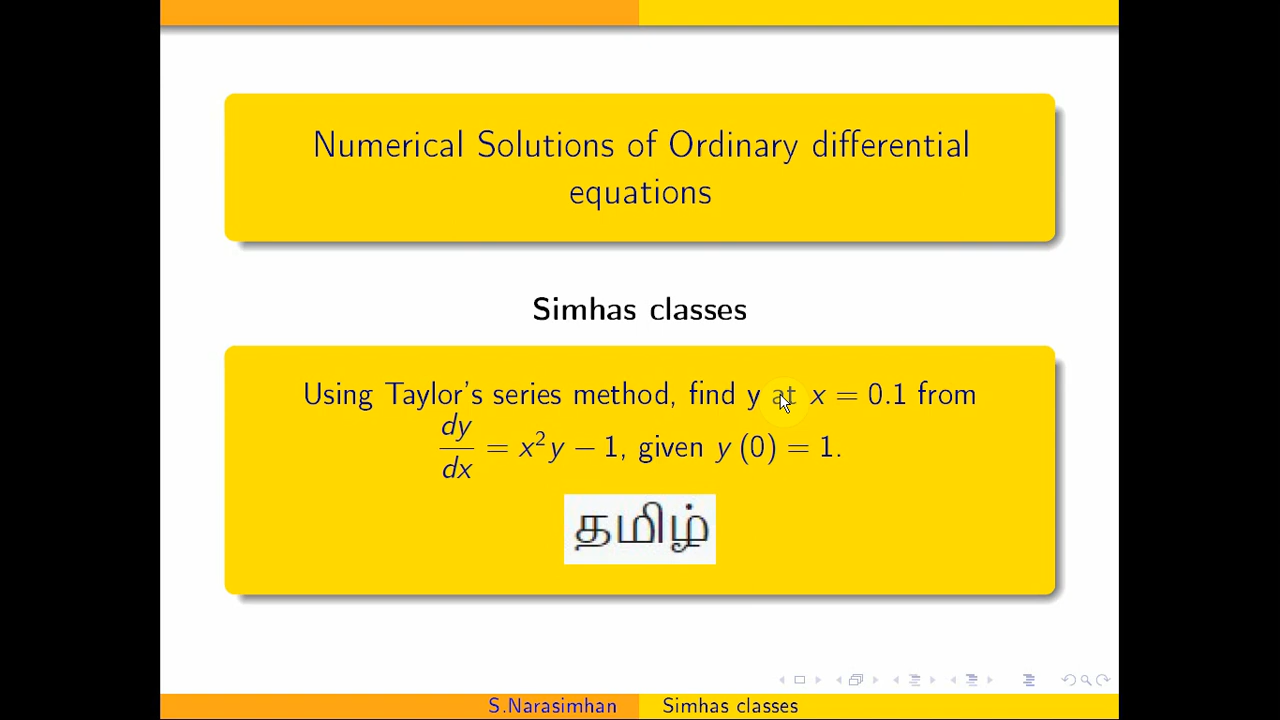 Numerical Solutions of Ordinary differential
equations
Simhas classes
Using Taylor's series method, find y at x = 0.1 from
dy/dx = x²y − 1, given y (0) = 1.
தமிழ்
S.Narasimhan Simhas classes